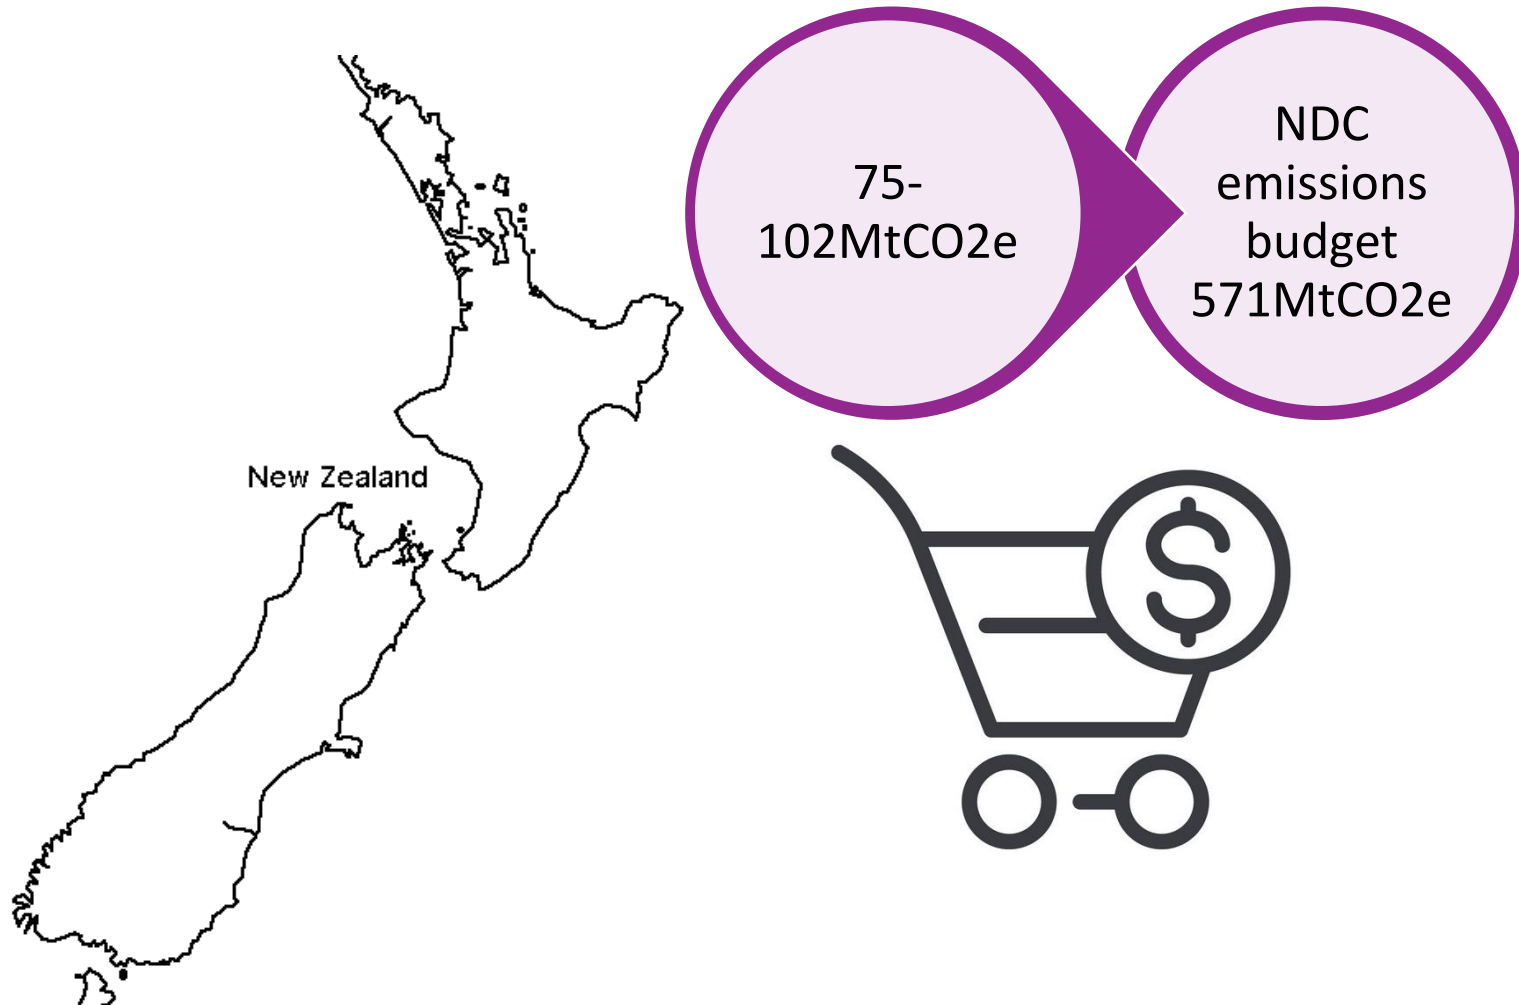 75-
102MtCO2e
NDC
emissions
budget
571MtCO2e
New Zealand
$